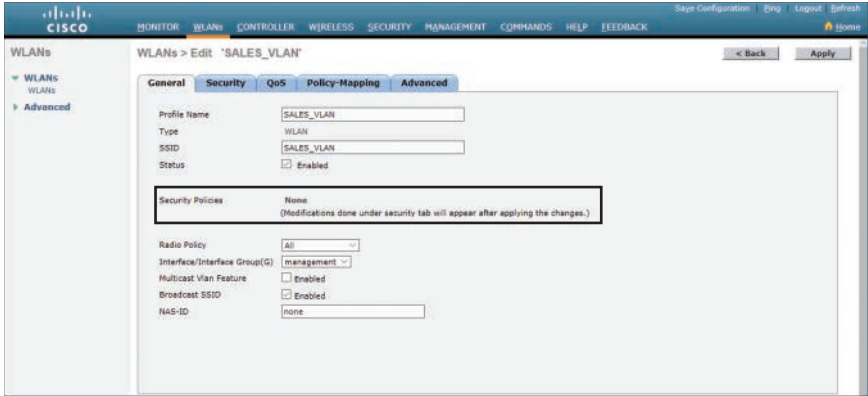 Save Configuration | Ping | Logout | Refresh
CISCO
MONITOR WLANs CONTROLLER WIRELESS SECURITY MANAGEMENT COMMANDS HELP FEEDBACK
Home
WLANs
WLANs > Edit 'SALES_VLAN'
< Back
Apply
WLANs
WLANs
Advanced
General Security QoS Policy-Mapping Advanced
Profile Name SALES_VLAN
Type WLAN
SSID SALES_VLAN
Status Enabled
Security Policies None
(Modifications done under security tab will appear after applying the changes.)
Radio Policy All
Interface/Interface Group(G) management
Multicast Vlan Feature Enabled
Broadcast SSID Enabled
NAS-ID none